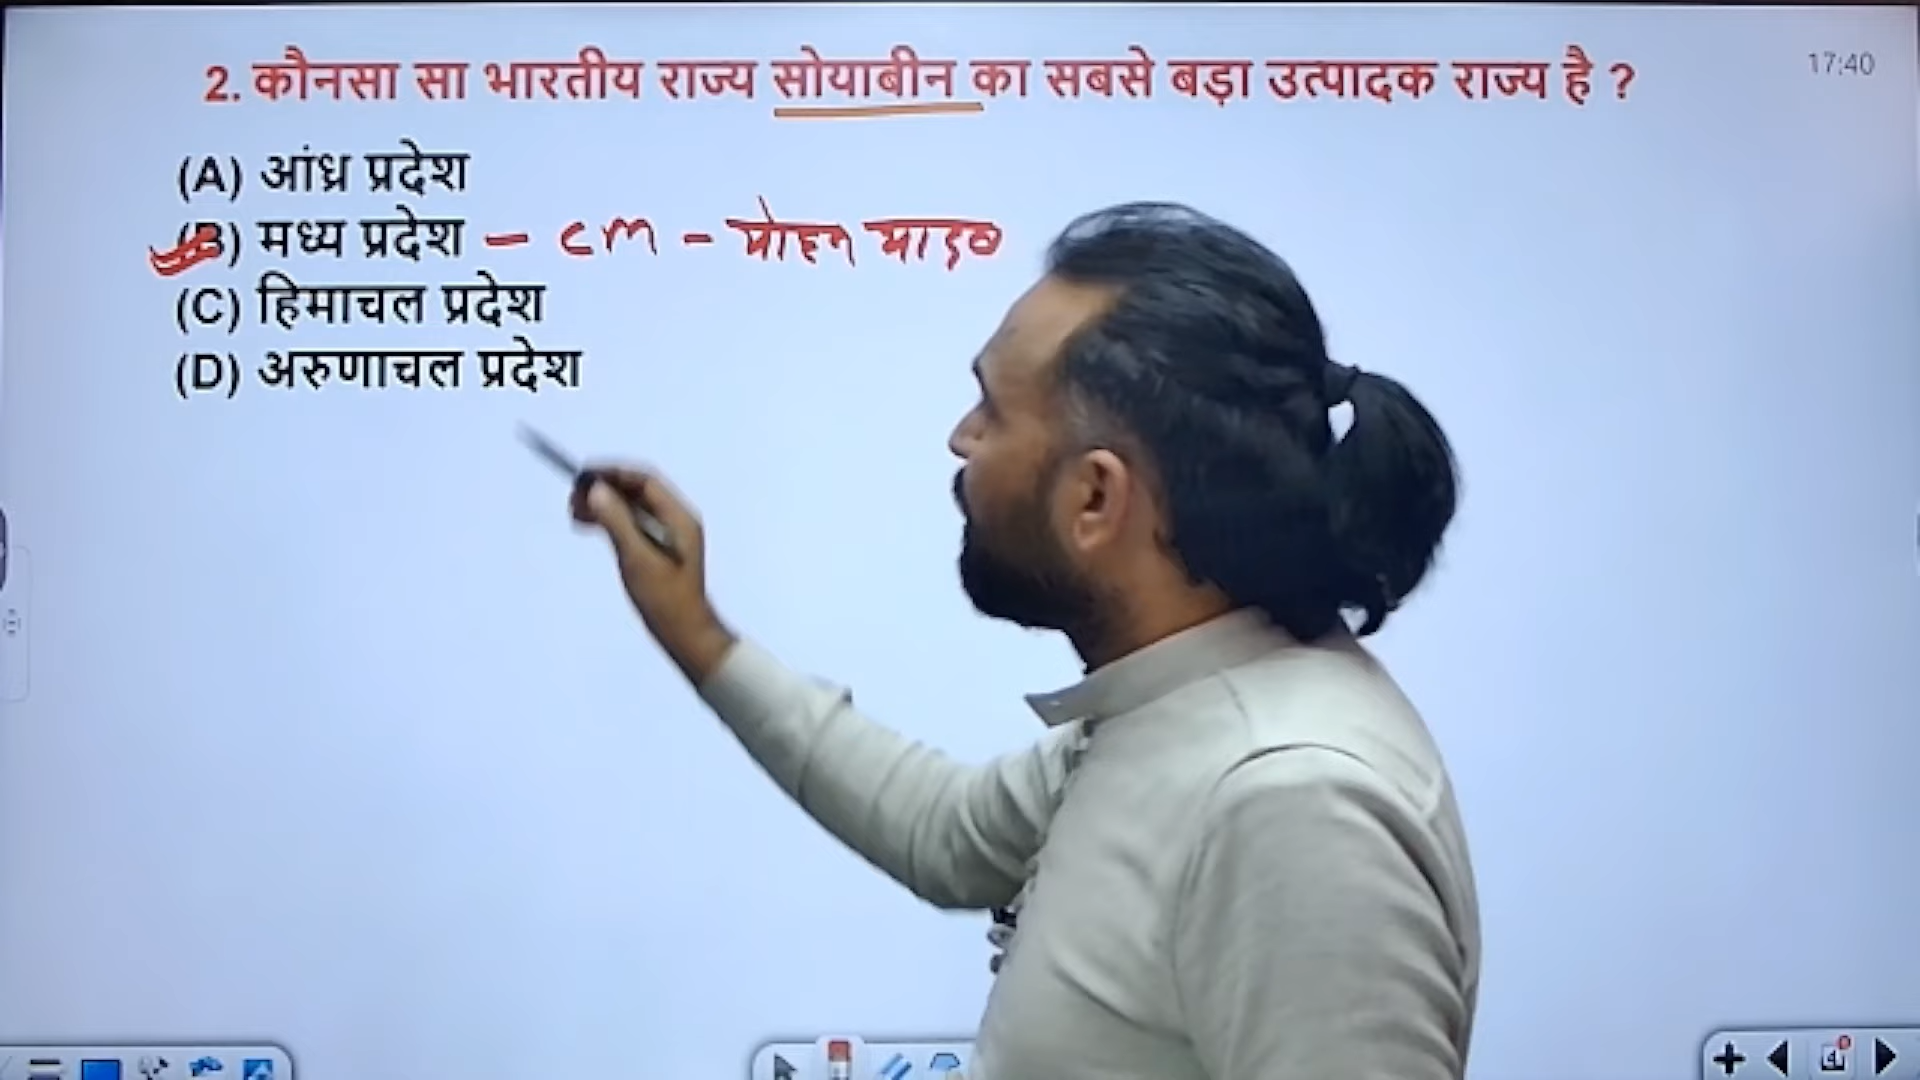 2. कौनसा सा भारतीय राज्य सोयाबीन का सबसे बड़ा उत्पादक राज्य है ?
17:40
(A) आंध्र प्रदेश
(B) मध्य प्रदेश - CM - मोहन यादव
(C) हिमाचल प्रदेश
(D) अरुणाचल प्रदेश